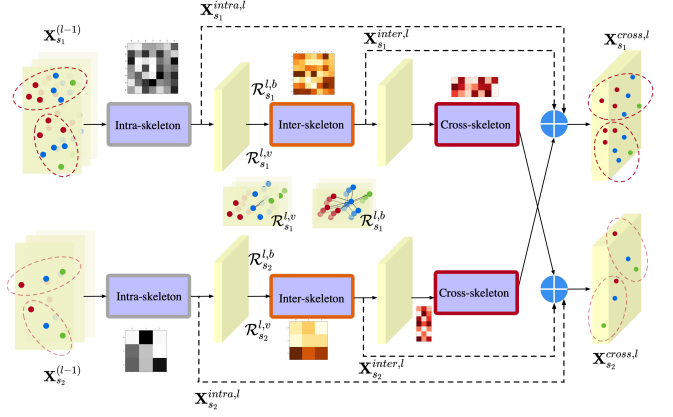 X_{s_1}^{(l-1)}
X_{s_1}^{intra,l}
X_{s_1}^{inter,l}
X_{s_1}^{cross,l}
R_{s_1}^{l,b}
Intra-skeleton
Inter-skeleton
Cross-skeleton
R_{s_1}^{l,v}
R_{s_1}^{l,v}
R_{s_1}^{l,b}
R_{s_2}^{l,b}
Intra-skeleton
Inter-skeleton
Cross-skeleton
R_{s_2}^{l,v}
X_{s_2}^{(l-1)}
X_{s_2}^{inter,l}
X_{s_2}^{cross,l}
X_{s_2}^{intra,l}